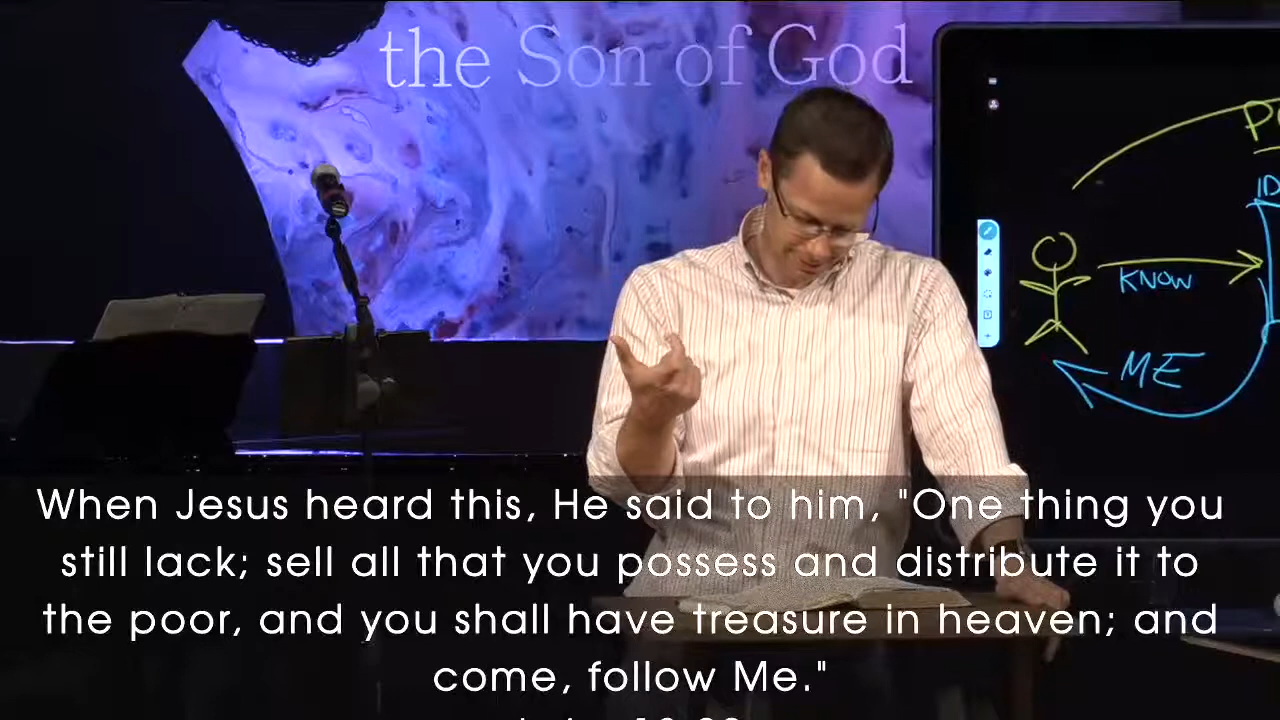 the Son of God
KNOW
ME
When Jesus heard this, He said to him, "One thing you
still lack; sell all that you possess and distribute it to
the poor, and you shall have treasure in heaven; and
come, follow Me."